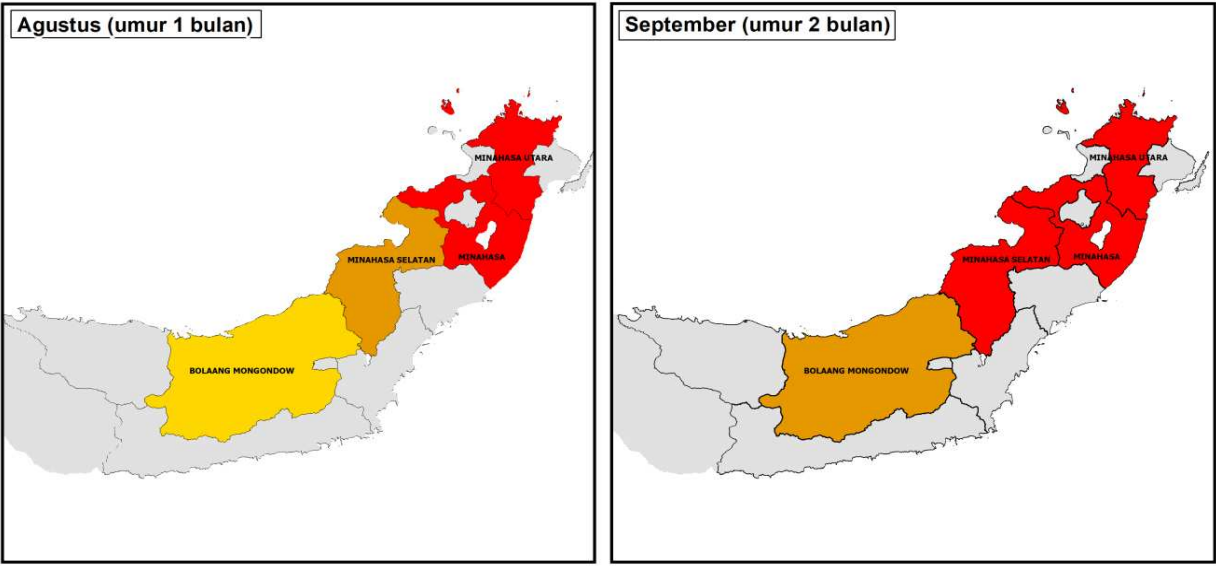 Agustus (umur 1 bulan)
MINAHASA UTARA
MINAHASA SELATAN
MINAHASA
BOLAANG MONGONDOW
September (umur 2 bulan)
MINAHASA UTARA
MINAHASA SELATAN
MINAHASA
BOLAANG MONGONDOW